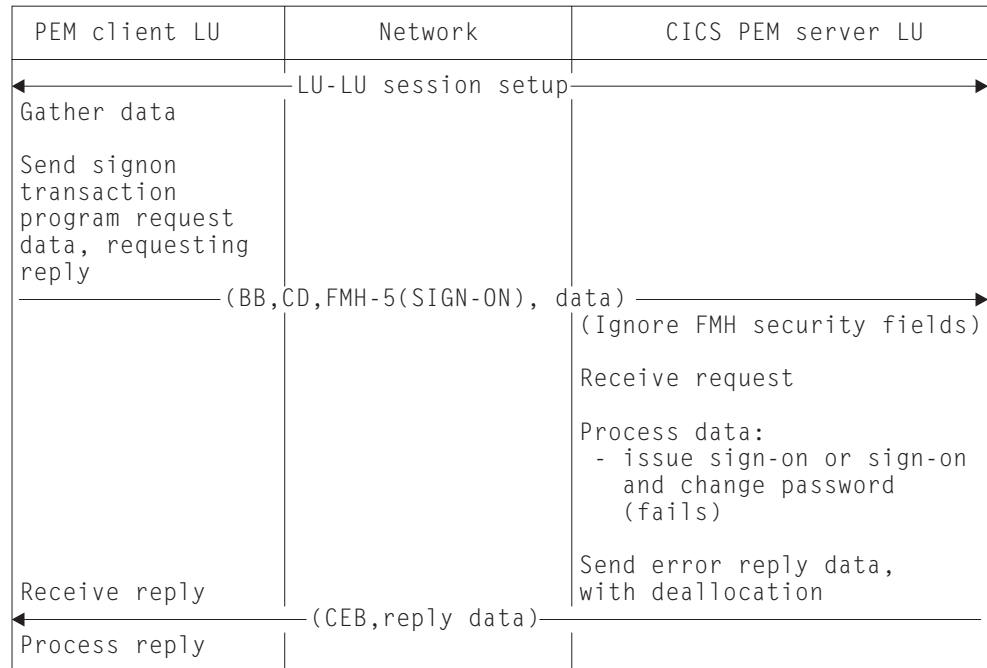 PEM client LU Network CICS PEM server LU
LU-LU session setup
Gather data
Send signon
transaction
program request
data, requesting
reply
(BB,CD,FMH-5(SIGN-ON), data)
(Ignore FMH security fields)
Receive request
Process data:
- issue sign-on or sign-on
and change password
(fails)
Send error reply data,
with deallocation
Receive reply
(CEB,reply data)
Process reply